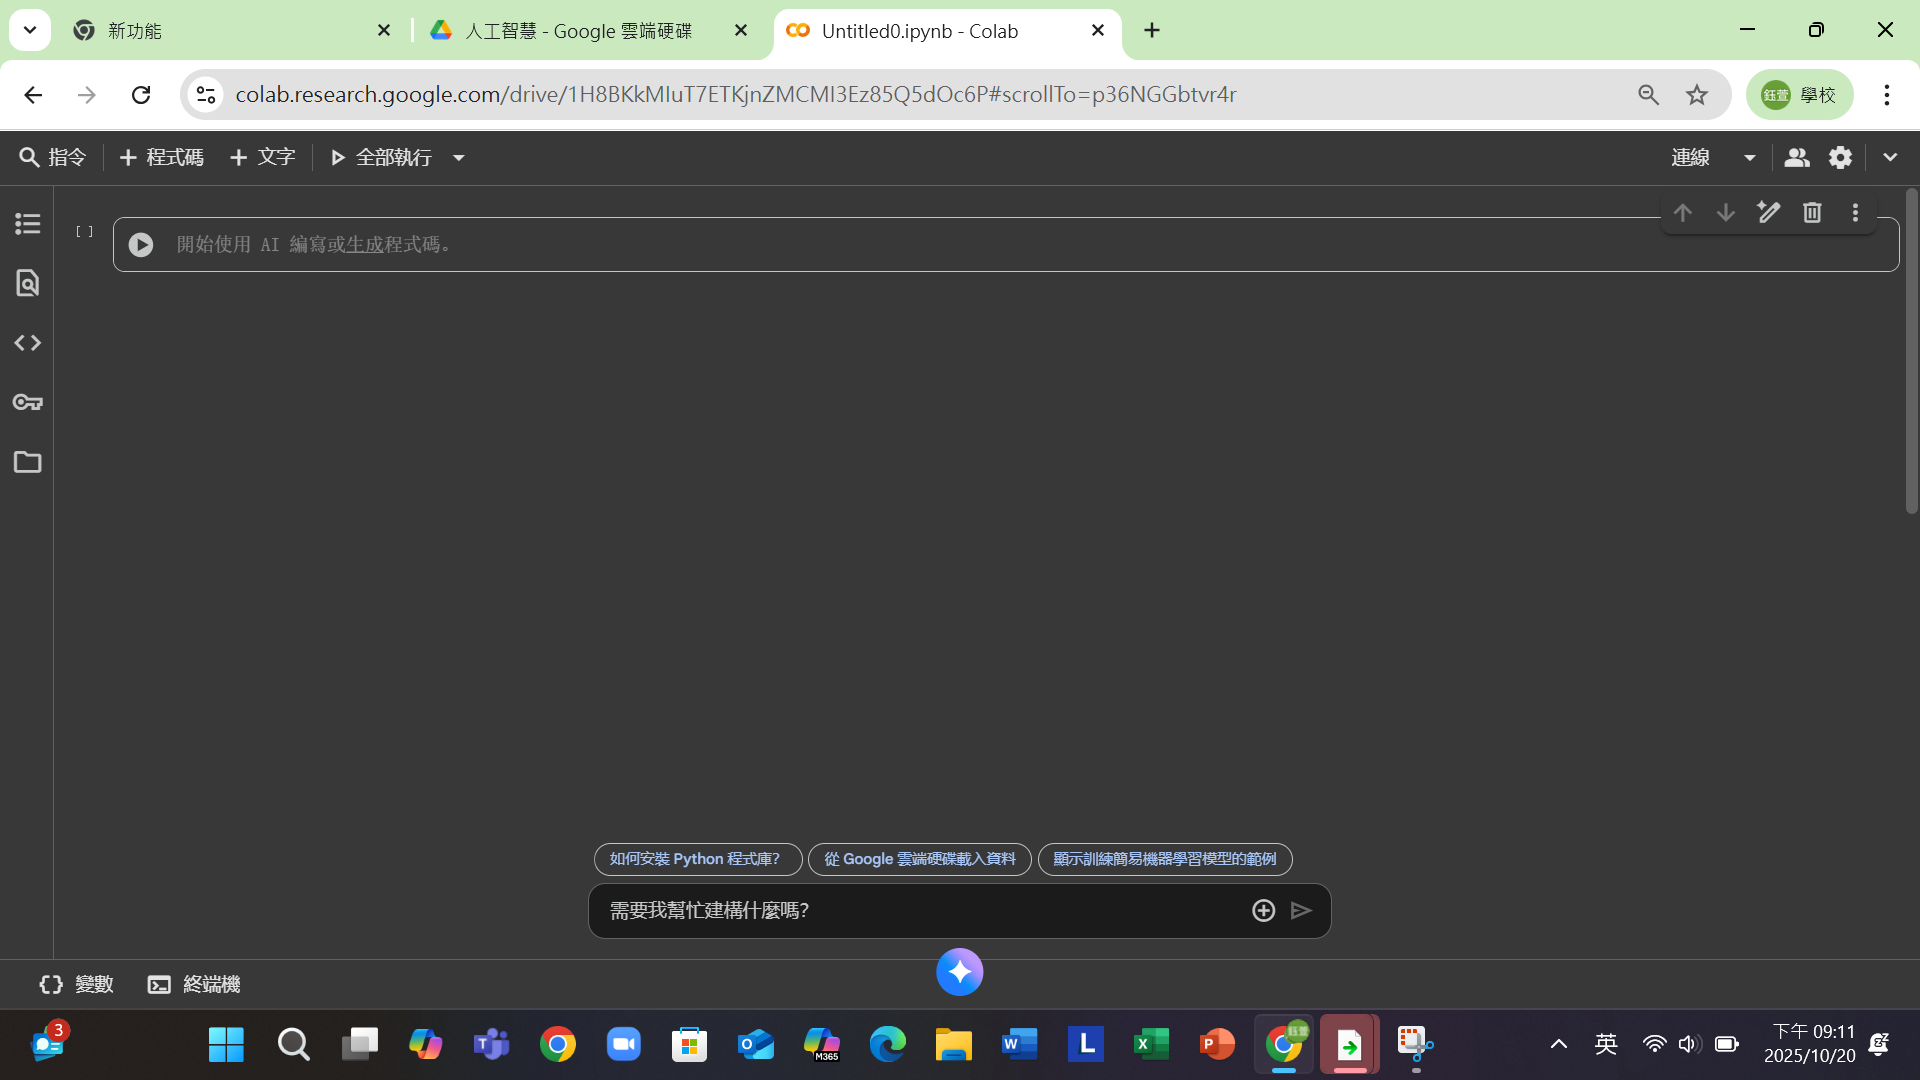 新功能
人工智慧 - Google 雲端硬碟
Untitled0.ipynb - Colab
colab.research.google.com/drive/1H8BKkMIuT7ETKjnZMCMI3Ez85Q5dOc6P#scrollTo=p36NGGbtvr4r
鈺萱 學校
指令
程式碼
文字
全部執行
連線
[ ]
開始使用 AI 編寫或生成程式碼。
如何安裝 Python 程式庫?
從 Google 雲端硬碟載入資料
顯示訓練簡易機器學習模型的範例
需要我幫忙建構什麼嗎?
變數
終端機
3
M365
L
英
下午 09:11
2025/10/20